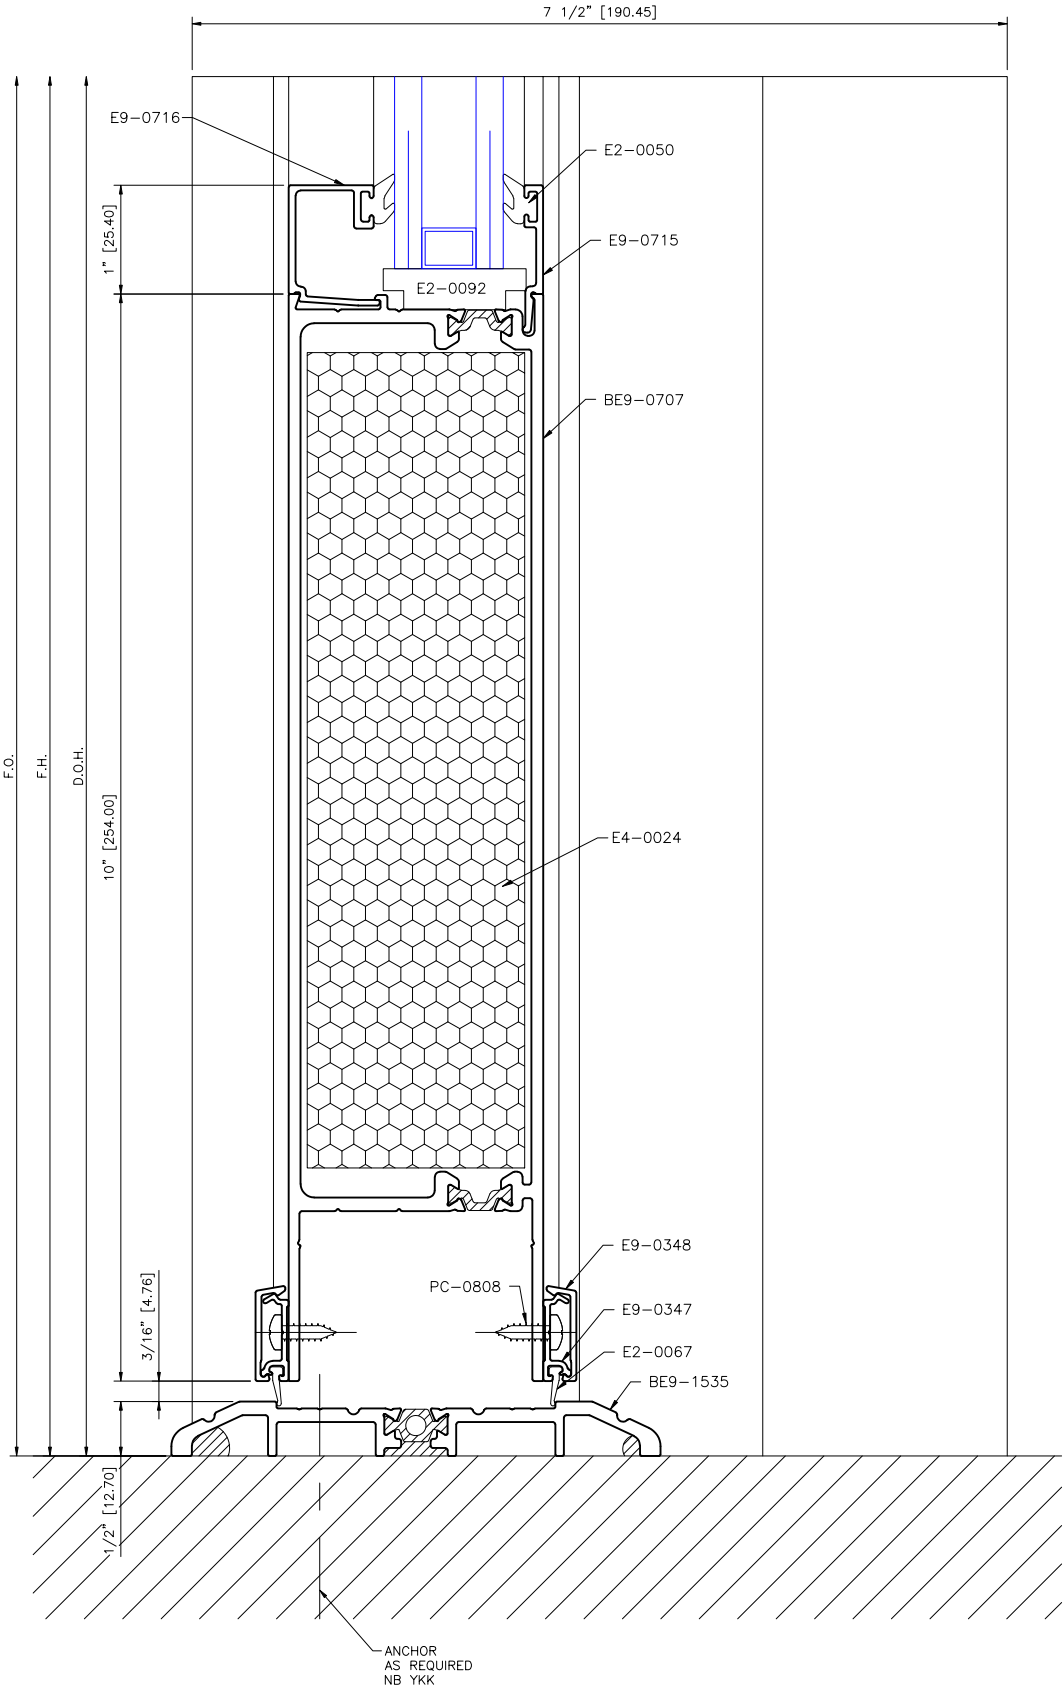 7 1/2" [190.45]
E9-0716
E2-0050
1" [25.40]
E9-0715
E2-0092
BE9-0707
F.O.
F.H.
D.O.H.
10" [254.00]
E4-0024
E9-0348
3/16" [4.76]
PC-0808
E9-0347
E2-0067
BE9-1535
1/2" [12.70]
ANCHOR
AS REQUIRED
NB YKK